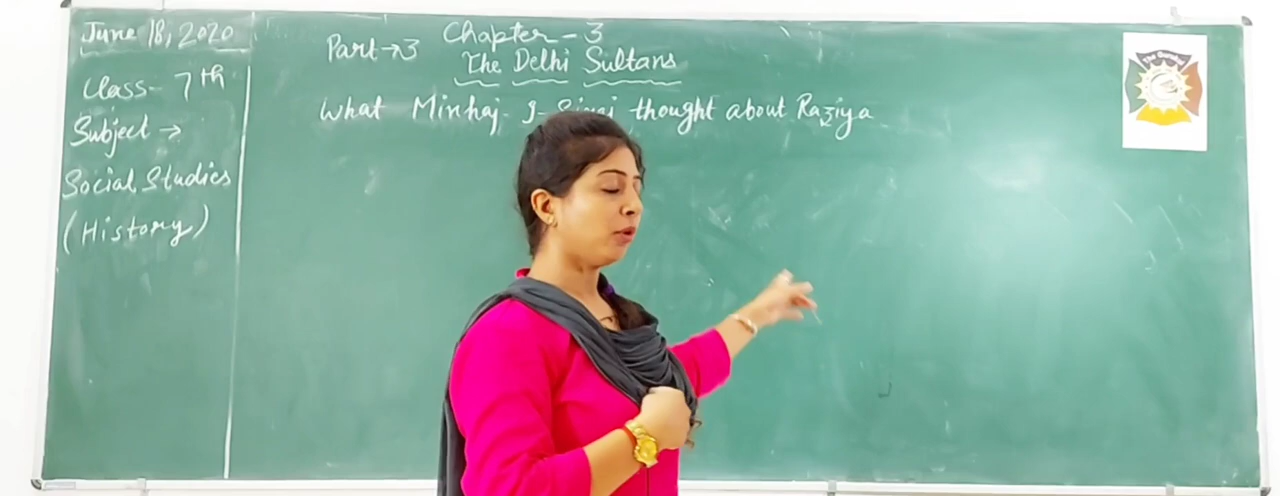 June 18, 2020
Class- 7th
Subject →
Social Studies
(History)
Part→3
Chapter - 3
The Delhi Sultans
What Minhaj-I-Siraj thought about Raziya